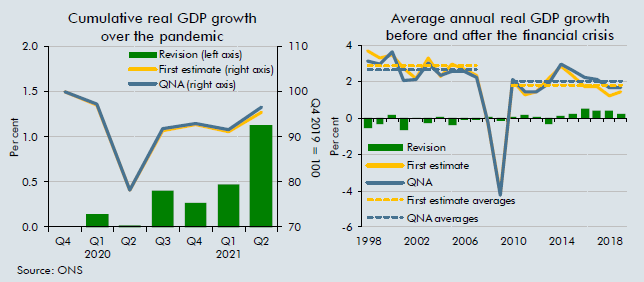 Cumulative real GDP growth
over the pandemic
2.0
1.5
1.0
0.5
0.0
Per cent
Revision (left axis)
First estimate (right axis)
QNA (right axis)
110
100
90
80
70
Q4 2019 = 100
Q4 Q1 Q2 Q3 Q4 Q1 Q2
2020 2021
Source: ONS
Average annual real GDP growth
before and after the financial crisis
4
2
0
-2
-4
-6
Per cent
Revision
First estimate
QNA
First estimate averages
QNA averages
1998 2002 2006 2010 2014 2018